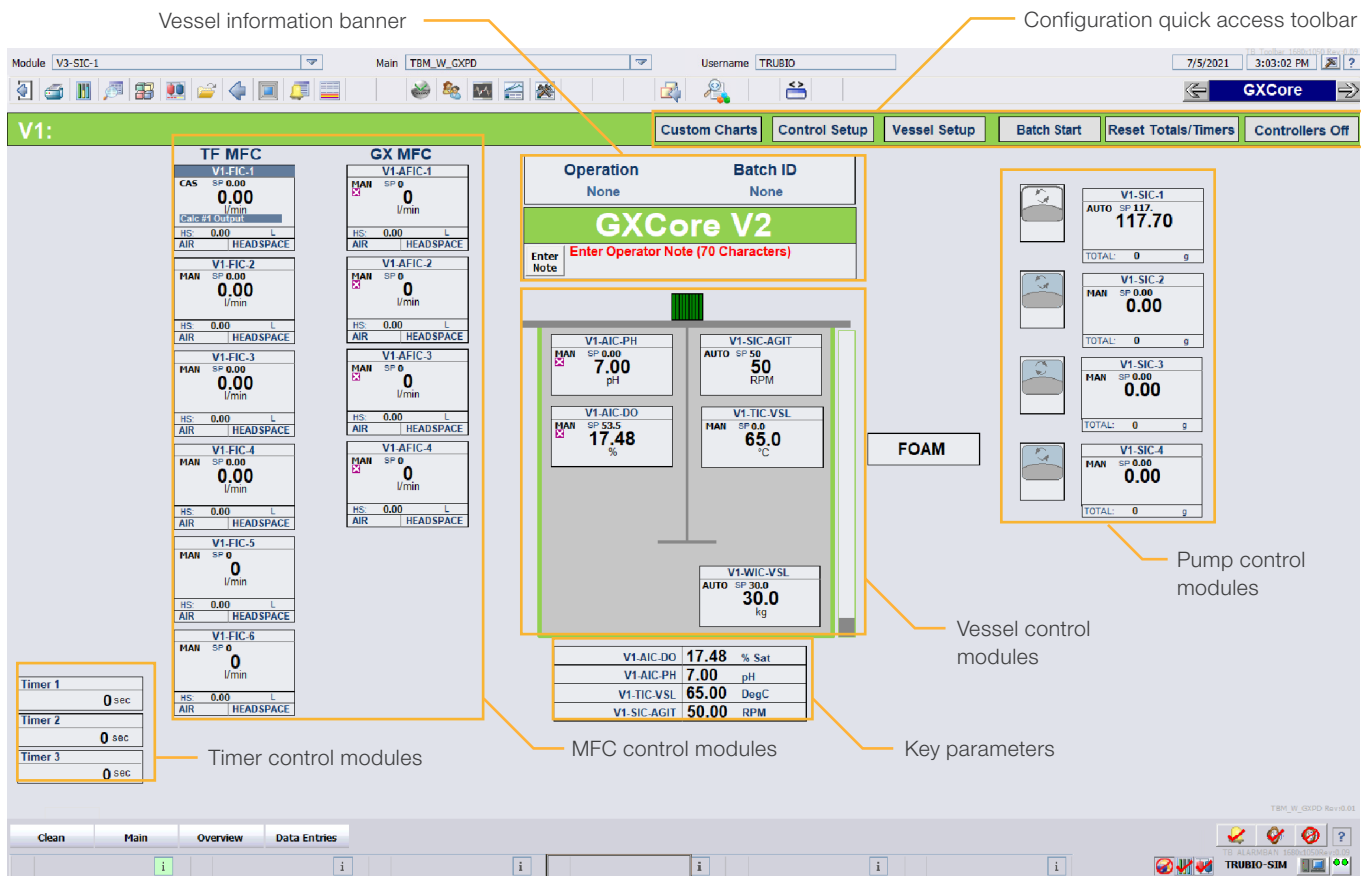 Vessel information banner
Configuration quick access toolbar
TB Toolbar 1680x1050 Rev:0.09
Module V3-SIC-1 Main TBM_W_GXPD Username TRUBIO 7/5/2021 3:03:02 PM ?
GXCore
V1: Custom Charts Control Setup Vessel Setup Batch Start Reset Totals/Timers Controllers Off
TF MFC
V1-FIC-1
CAS SP 0.00
0.00
l/min
Calc #1 Output
HS: 0.00 L
AIR HEADSPACE
V1-FIC-2
MAN SP 0.00
0.00
l/min
HS: 0.00 L
AIR HEADSPACE
V1-FIC-3
MAN SP 0.00
0.00
l/min
HS: 0.00 L
AIR HEADSPACE
V1-FIC-4
MAN SP 0.00
0.00
l/min
HS: 0.00 L
AIR HEADSPACE
V1-FIC-5
MAN SP 0
0
l/min
HS: 0.00 L
AIR HEADSPACE
V1-FIC-6
MAN SP 0
0
l/min
HS: 0.00 L
AIR HEADSPACE
GX MFC
V1-AFIC-1
MAN SP 0
0
l/min
HS: 0.00 L
AIR HEADSPACE
V1-AFIC-2
MAN SP 0
0
l/min
HS: 0.00 L
AIR HEADSPACE
V1-AFIC-3
MAN SP 0
0
l/min
HS: 0.00 L
AIR HEADSPACE
V1-AFIC-4
MAN SP 0
0
l/min
HS: 0.00 L
AIR HEADSPACE
Operation Batch ID
None None
GXCore V2
Enter Note
Enter Operator Note (70 Characters)
V1-AIC-PH
MAN SP 0.00
7.00
pH
V1-SIC-AGIT
AUTO SP 50
50
RPM
V1-AIC-DO
MAN SP 53.5
17.48
%
V1-TIC-VSL
MAN SP 0.0
65.0
°C
V1-WIC-VSL
AUTO SP 30.0
30.0
kg
FOAM
V1-SIC-1
AUTO SP 117.
117.70
TOTAL: 0 g
V1-SIC-2
MAN SP 0.00
0.00
TOTAL: 0 g
V1-SIC-3
MAN SP 0.00
0.00
TOTAL: 0 g
V1-SIC-4
MAN SP 0.00
0.00
TOTAL: 0 g
Pump control
modules
Vessel control
modules
V1-AIC-DO 17.48 % Sat
V1-AIC-PH 7.00 pH
V1-TIC-VSL 65.00 DegC
V1-SIC-AGIT 50.00 RPM
Timer 1
0 sec
Timer 2
0 sec
Timer 3
0 sec
Timer control modules
MFC control modules
Key parameters
TBM_W_GXPD Rev:0.01
Clean Main Overview Data Entries ?
i i i i i i
TRUBIO-SIM